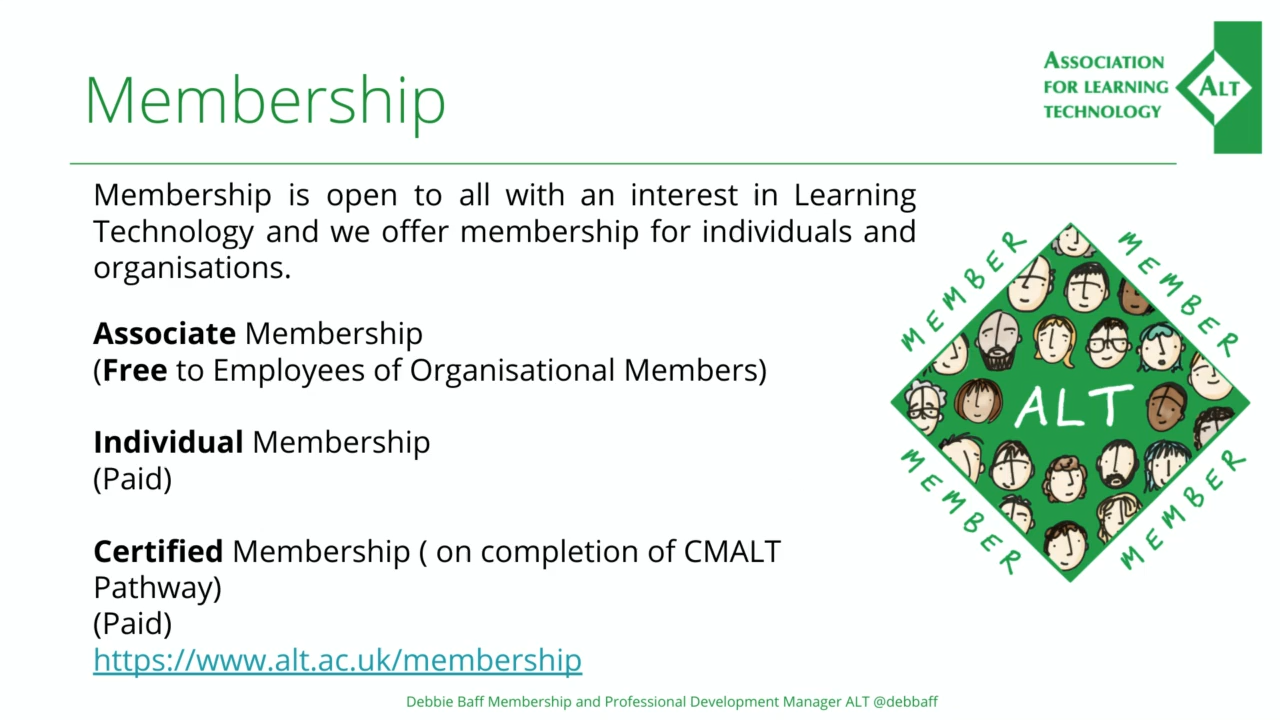 Membership
ASSOCIATION
FOR LEARNING
TECHNOLOGY
ALT
Membership is open to all with an interest in Learning
Technology and we offer membership for individuals and
organisations.
Associate Membership
(Free to Employees of Organisational Members)
Individual Membership
(Paid)
Certified Membership ( on completion of CMALT
Pathway)
(Paid)
https://www.alt.ac.uk/membership
MEMBER
MEMBER
ALT
MEMBER
MEMBER
Debbie Baff Membership and Professional Development Manager ALT @debbaff